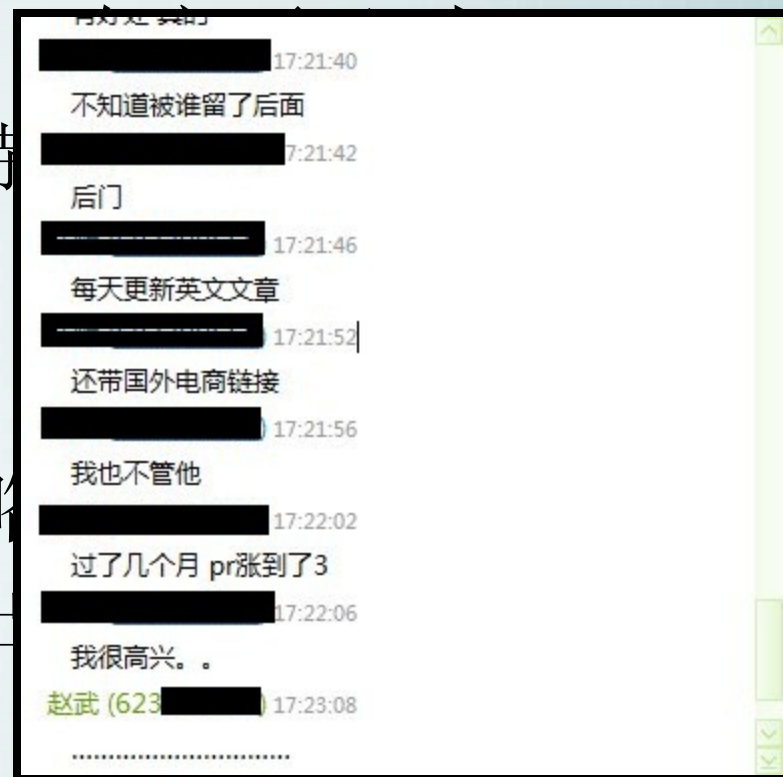 17:21:40
不知道被谁留了后面
7:21:42
后门
17:21:46
每天更新英文文章
) 17:21:52
还带国外电商链接
) 17:21:56
我也不管他
17:22:02
过了几个月 pr涨到了3
17:22:06
我很高兴。。
赵武 (623 ) 17:23:08
..............................